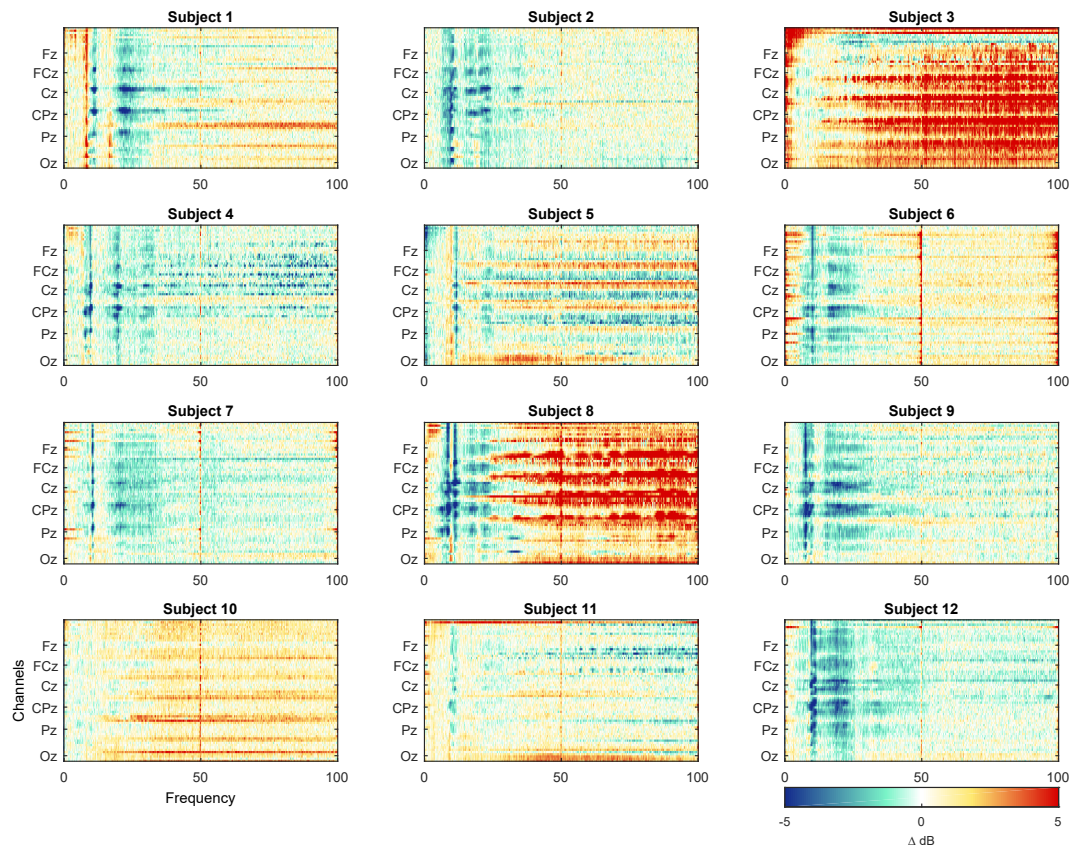 Subject 1 Subject 2 Subject 3
Fz Fz Fz
FCz FCz FCz
Cz Cz Cz
CPz CPz CPz
Pz Pz Pz
Oz Oz Oz
0 50 100 0 50 100 0 50 100
Subject 4 Subject 5 Subject 6
Fz Fz Fz
FCz FCz FCz
Cz Cz Cz
CPz CPz CPz
Pz Pz Pz
Oz Oz Oz
0 50 100 0 50 100 0 50 100
Subject 7 Subject 8 Subject 9
Fz Fz Fz
FCz FCz FCz
Cz Cz Cz
CPz CPz CPz
Pz Pz Pz
Oz Oz Oz
0 50 100 0 50 100 0 50 100
Subject 10 Subject 11 Subject 12
Channels
Fz Fz Fz
FCz FCz FCz
Cz Cz Cz
CPz CPz CPz
Pz Pz Pz
Oz Oz Oz
0 50 100 0 50 100 0 50 100
Frequency
-5 0 5
Δ dB